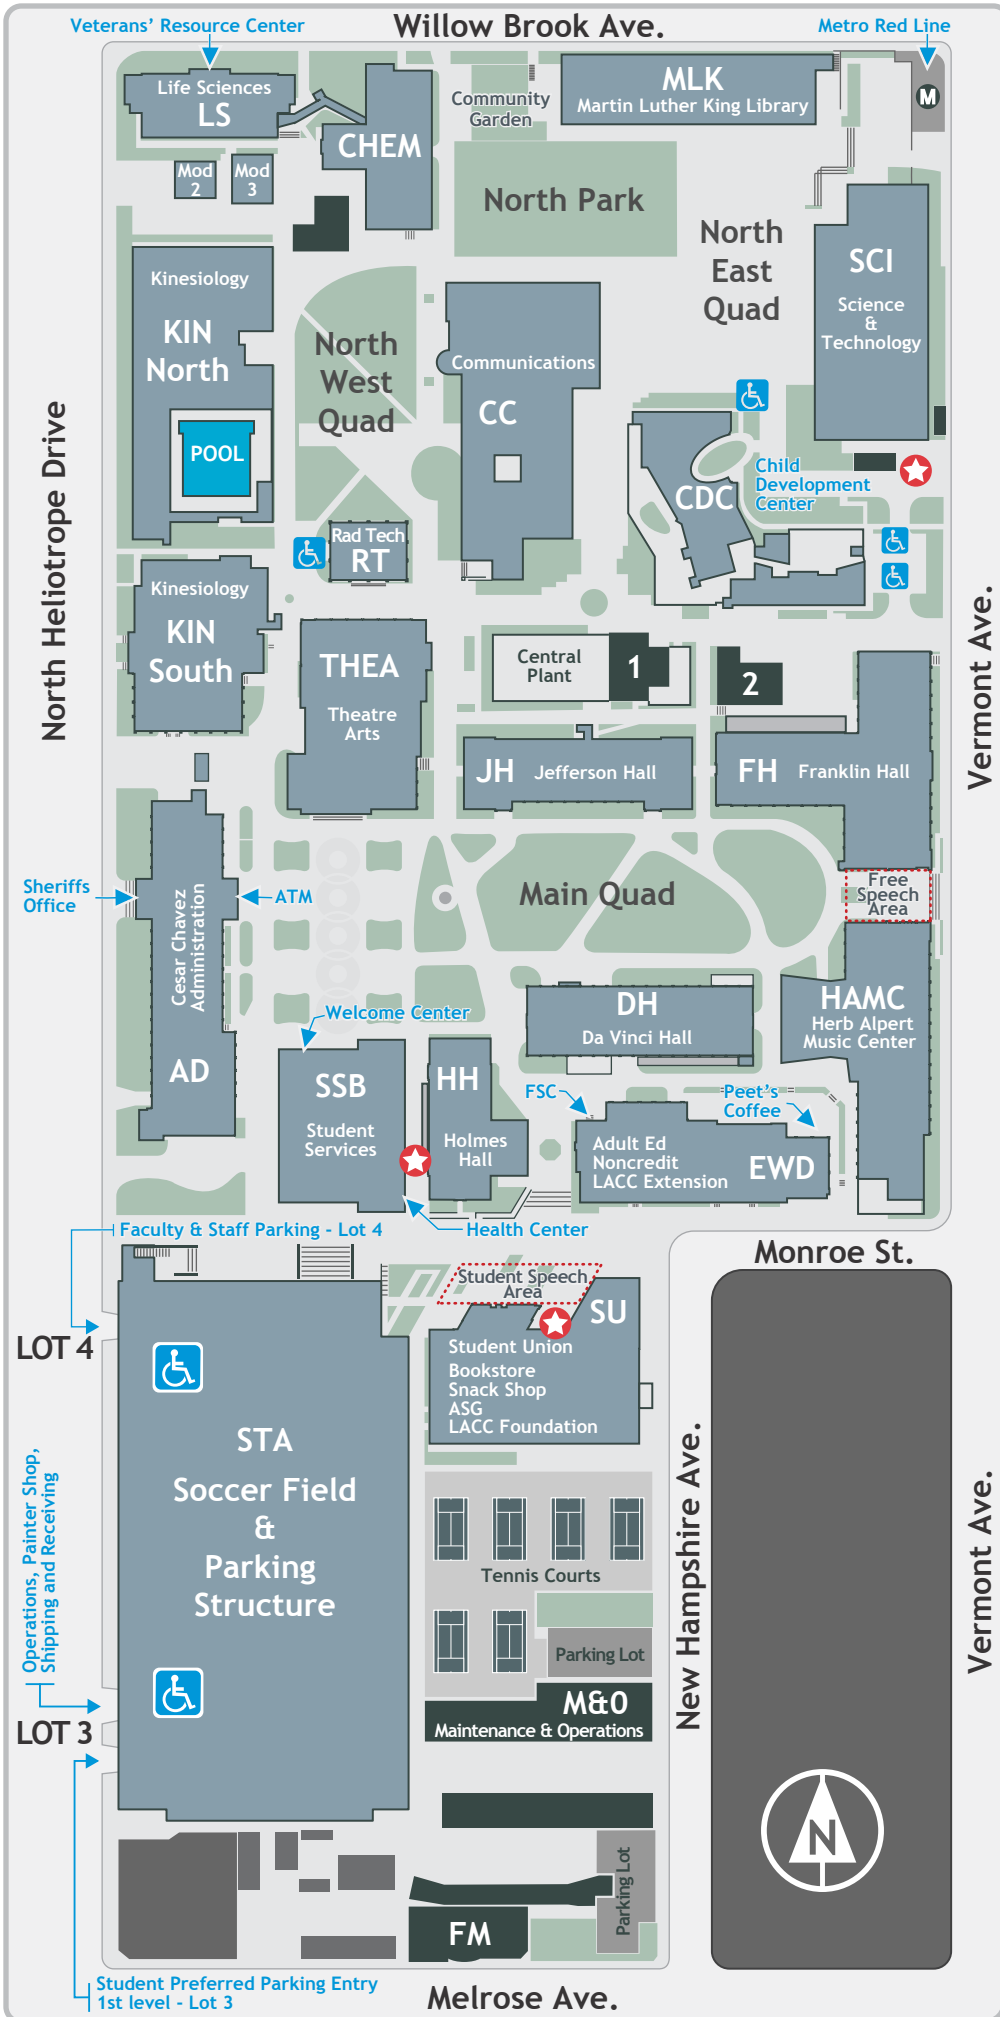 Willow Brook Ave.
Veterans' Resource Center
Metro Red Line
M
Life Sciences
LS
CHEM
Community
Garden
MLK
Martin Luther King Library
Mod
2
Mod
3
North Park
North
East
Quad
SCI
Science
&
Technology
Kinesiology
KIN
North
POOL
North
West
Quad
Communications
CC
Child
Development
Center
CDC
Rad Tech
RT
North Heliotrope Drive
Vermont Ave.
Kinesiology
KIN
South
THEA
Theatre
Arts
Central
Plant
1
2
JH Jefferson Hall
FH Franklin Hall
Free
Speech
Area
Sheriffs
Office
ATM
Cesar Chavez
Administration
AD
Main Quad
DH
Da Vinci Hall
HAMC
Herb Alpert
Music Center
Welcome Center
SSB
Student
Services
HH
Holmes
Hall
FSC
Peet's
Coffee
Adult Ed
Noncredit
LACC Extension
EWD
Faculty & Staff Parking - Lot 4
Health Center
Monroe St.
Student Speech
Area
SU
Student Union
Bookstore
Snack Shop
ASG
LACC Foundation
LOT 4
STA
Soccer Field
&
Parking
Structure
Operations, Painter Shop,
Shipping and Receiving
LOT 3
Tennis Courts
Parking Lot
M&O
Maintenance & Operations
New Hampshire Ave.
Vermont Ave.
N
Parking Lot
FM
Student Preferred Parking Entry
1st level - Lot 3
Melrose Ave.